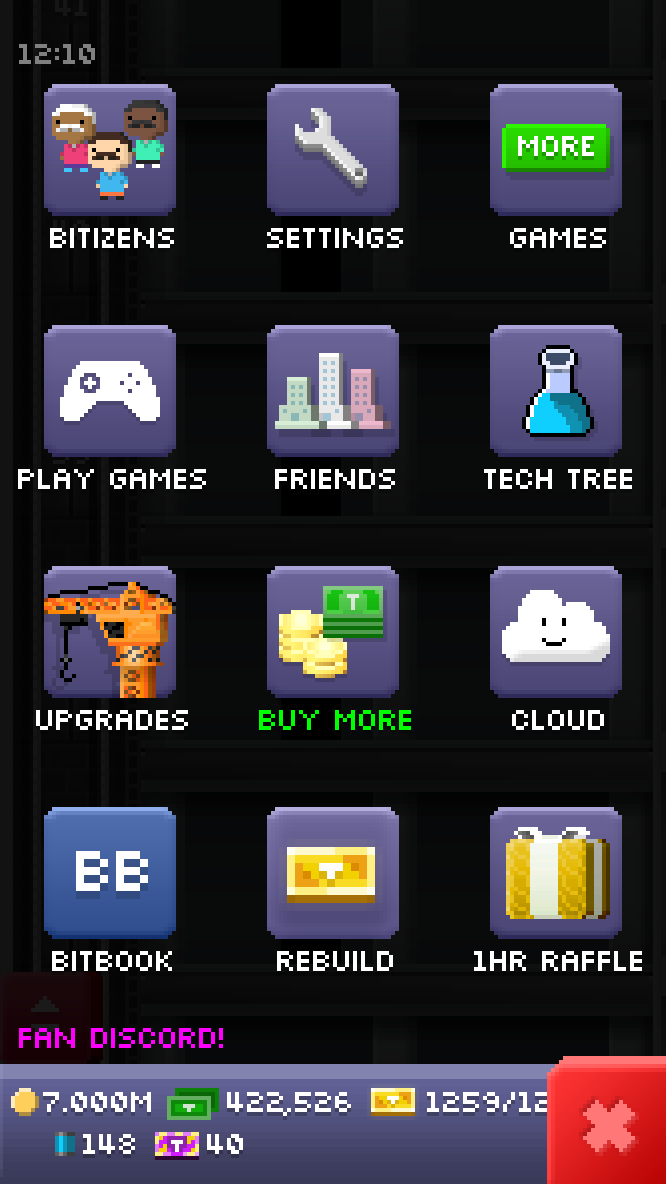 41
12:10
MORE
BITIZENS SETTINGS GAMES
T
PLAY GAMES FRIENDS TECH TREE
UPGRADES BUY MORE CLOUD
BB
T
BITBOOK REBUILD 1HR RAFFLE
FAN DISCORD!
7.000M 422,526 1259/12
148 40